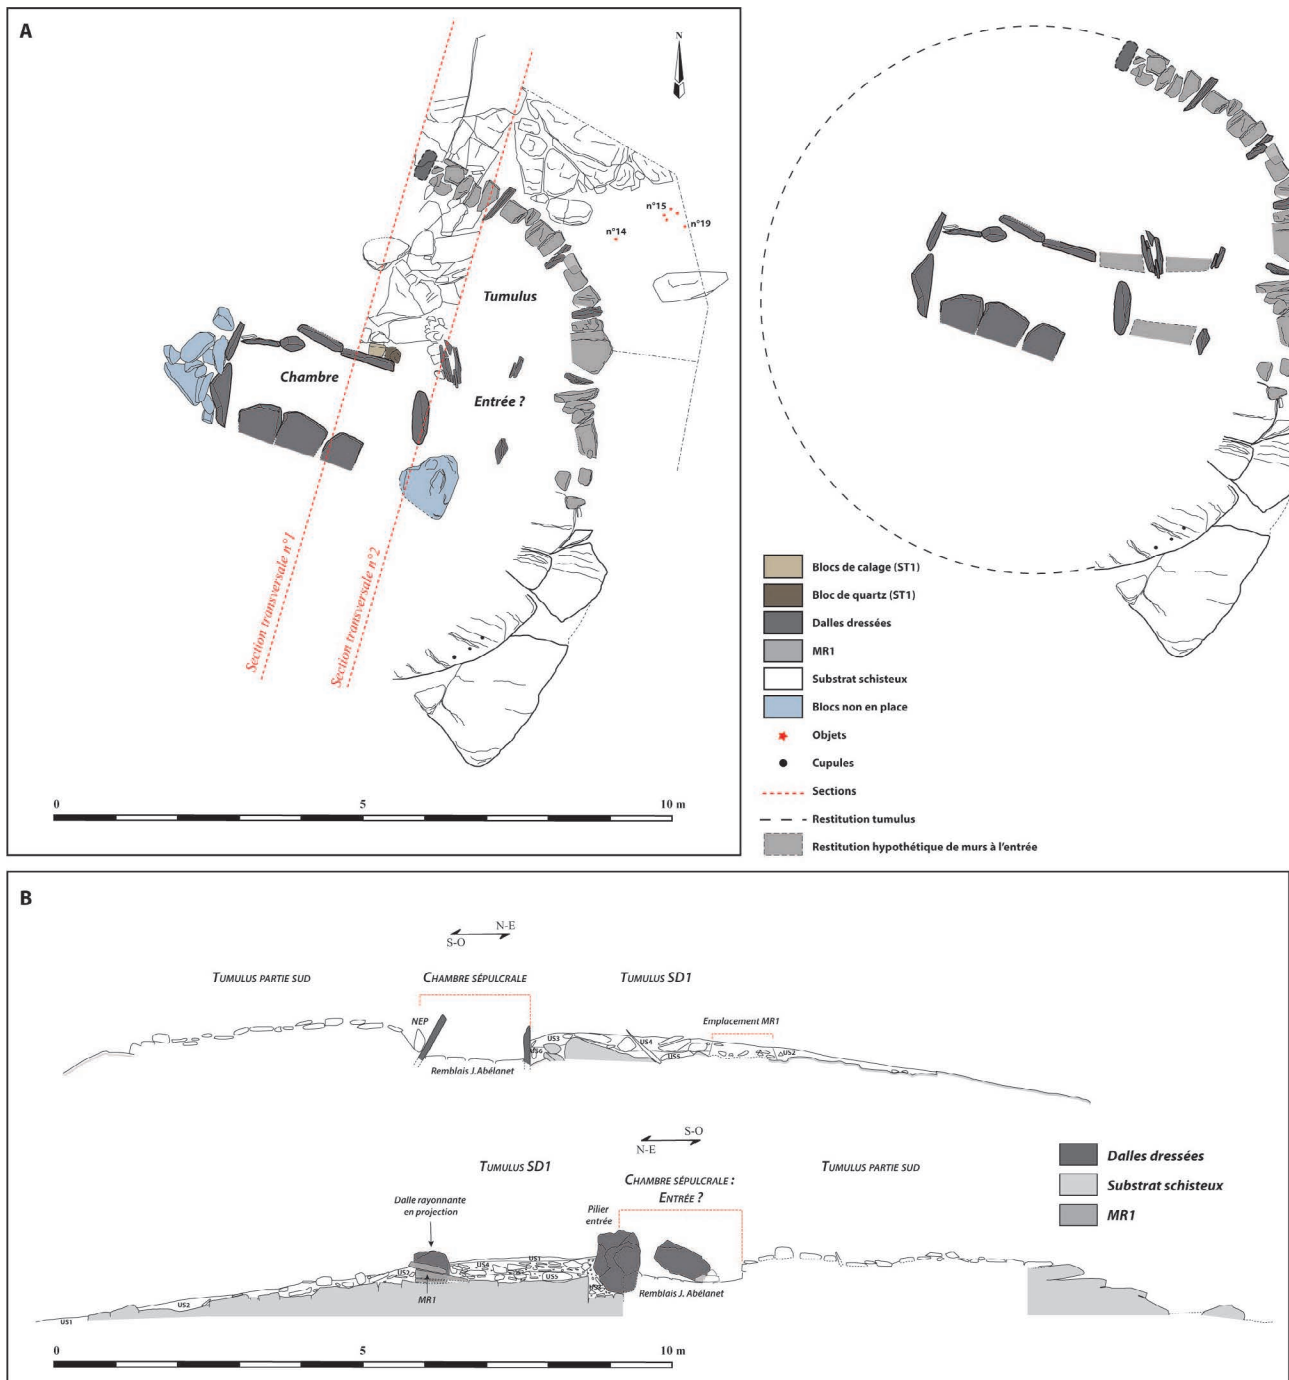 A
N
n°15
n°14
n°19
Tumulus
Chambre
Entrée ?
Section transversale n°1
Section transversale n°2
0 5 10 m
Blocs de calage (ST1)
Bloc de quartz (ST1)
Dalles dressées
MR1
Substrat schisteux
Blocs non en place
Objets
Cupules
Sections
Restitution tumulus
Restitution hypothétique de murs à l'entrée
B
N-E
S-O
TUMULUS PARTIE SUD
CHAMBRE SÉPULCRALE
TUMULUS SD1
NEP
Emplacement MR1
US3
US4
US6
US5
US2
Remblais J. Abélanet
S-O
N-E
TUMULUS SD1
CHAMBRE SÉPULCRALE :
ENTRÉE ?
TUMULUS PARTIE SUD
Dalle rayonnante
en projection
Pilier
entrée
US1
US4
US2
US5
MR1
Remblais J. Abélanet
US2
US1
Dalles dressées
Substrat schisteux
MR1
0 5 10 m